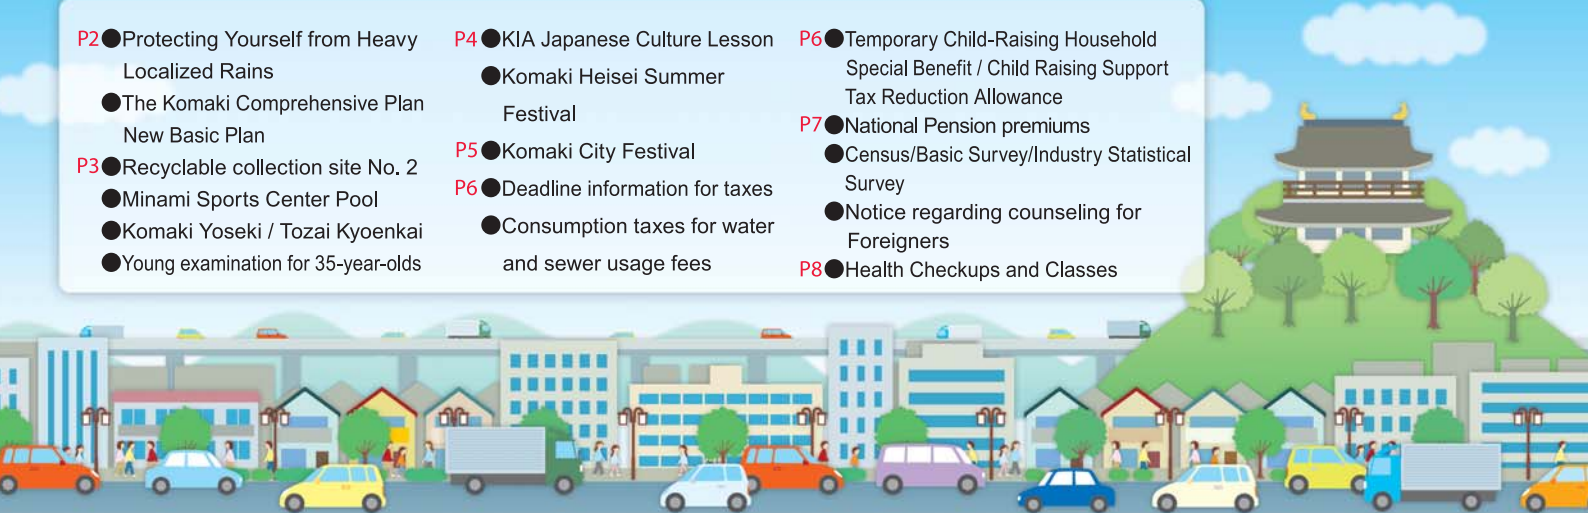 P2●Protecting Yourself from Heavy
Localized Rains
●The Komaki Comprehensive Plan
New Basic Plan
P3●Recyclable collection site No. 2
●Minami Sports Center Pool
●Komaki Yoseki / Tozai Kyoenkai
●Young examination for 35-year-olds
P4●KIA Japanese Culture Lesson
●Komaki Heisei Summer
Festival
P5●Komaki City Festival
P6●Deadline information for taxes
●Consumption taxes for water
and sewer usage fees
P6●Temporary Child-Raising Household
Special Benefit / Child Raising Support
Tax Reduction Allowance
P7●National Pension premiums
●Census/Basic Survey/Industry Statistical
Survey
●Notice regarding counseling for
Foreigners
P8●Health Checkups and Classes